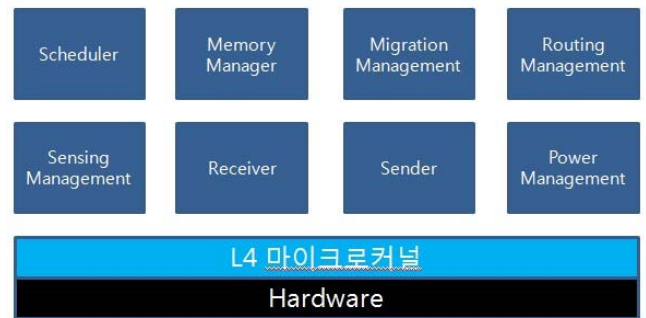 Scheduler
Memory
Manager
Migration
Management
Routing
Management
Sensing
Management
Receiver
Sender
Power
Management
L4 마이크로커널
Hardware